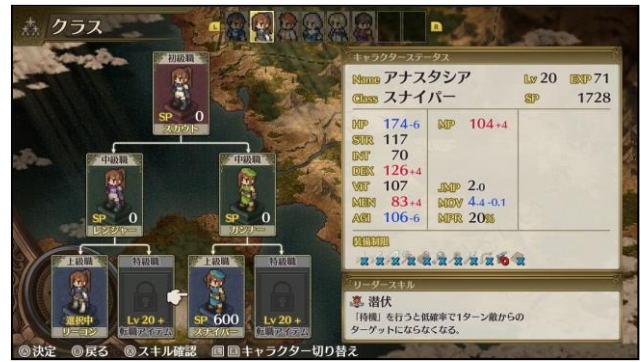 クラス
L
R
初級職
SP 0
スカウト
中級職
SP 0
レンジャー
中級職
SP 0
ガンナー
上級職
選択中
リーコン
特級職
Lv 20 +
転職アイテム
上級職
SP 600
スナイパー
特級職
Lv 20 +
転職アイテム
キャラクターステータス
Name アナスタシア Lv 20 EXP 71
Class スナイパー SP 1728
HP 174 -6 MP 104 +4
STR 117
INT 70
DEX 126 +4
VIT 107 JMP 2.0
MEN 83 +4 MOV 4.4 -0.1
AGI 106 -6 MPR 20%
装備制限
リーダースキル
潜伏
「待機」を行うと低確率で1ターン敵からの
ターゲットにならなくなる。
A決定 B戻る Xスキル確認 L Rキャラクター切り替え